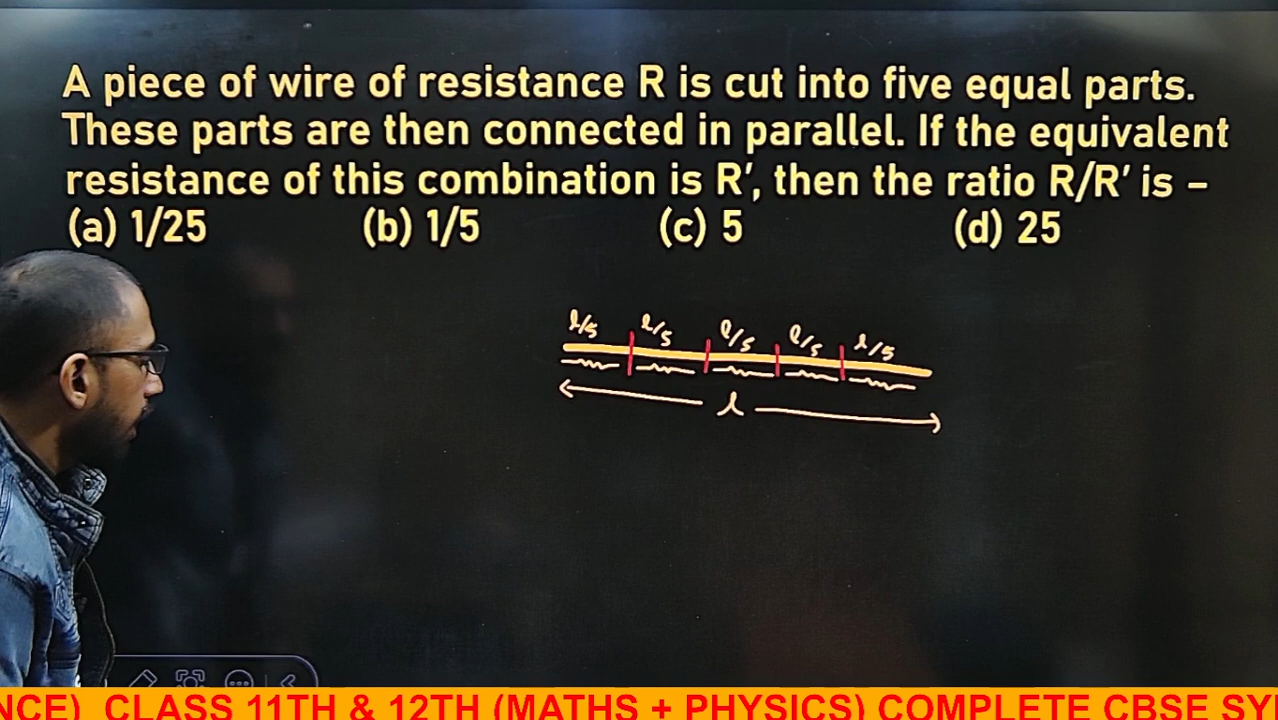 A piece of wire of resistance R is cut into five equal parts.
These parts are then connected in parallel. If the equivalent
resistance of this combination is R′, then the ratio R/R′ is –
(a) 1/25 (b) 1/5 (c) 5 (d) 25
l/5 l/5 l/5 l/5 l/5
l
NCE) CLASS 11TH & 12TH (MATHS + PHYSICS) COMPLETE CBSE SY